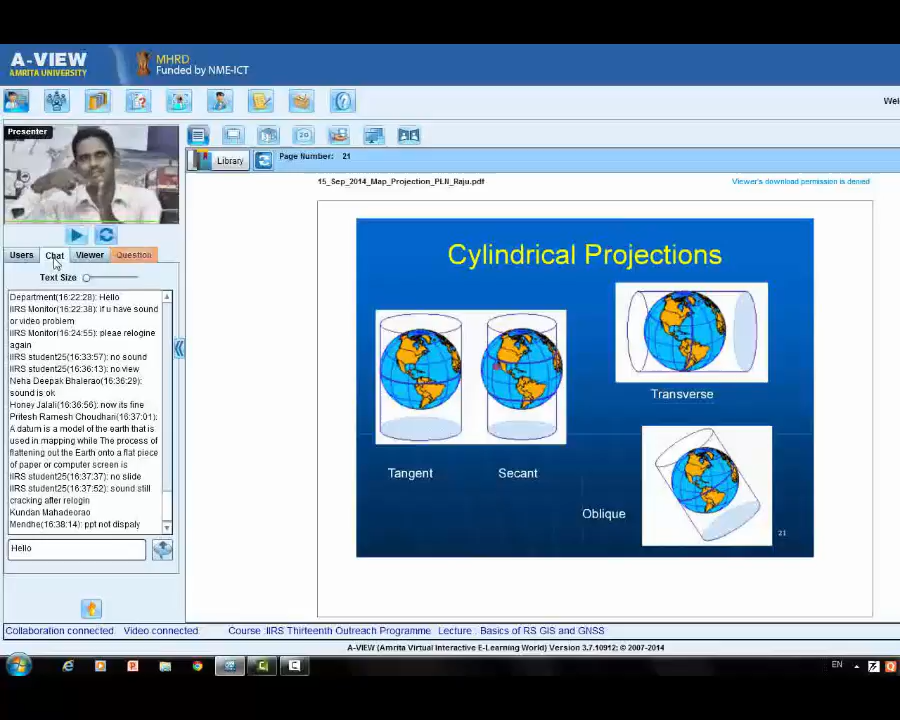 A-VIEW
AMRITA UNIVERSITY
MHRD
Funded by NME-ICT
Wel
Presenter
Library
Page Number: 21
15_Sep_2014_Map_Projection_PLN_Raju.pdf
Viewer's download permission is denied
Users
Chat
Viewer
Question
Text Size
Department(16:22:28): Hello
IIRS Monitor(16:22:38): if u have sound
or video problem
IIRS Monitor(16:24:55): pleae relogine
again
IIRS student25(16:33:57): no sound
IIRS student25(16:36:13): no view
Neha Deepak Bhalerao(16:36:29):
sound is ok
Honey Jalali(16:36:56): now its fine
Pritesh Ramesh Choudhari(16:37:01):
A datum is a model of the earth that is
used in mapping while The process of
flattening out the Earth onto a flat piece
of paper or computer screen is
IIRS student25(16:37:37): no slide
IIRS student25(16:37:52): sound still
cracking after relogin
Kundan Mahadeorao
Mendhe(16:38:14): ppt not dispaly
Hello
Cylindrical Projections
Tangent
Secant
Transverse
Oblique
21
Collaboration connected. Video connected.
Course :IIRS Thirteenth Outreach Programme. Lecture : Basics of RS GIS and GNSS
A-VIEW (Amrita Virtual Interactive E-Learning World) Version 3.7.10912; © 2007-2014
EN